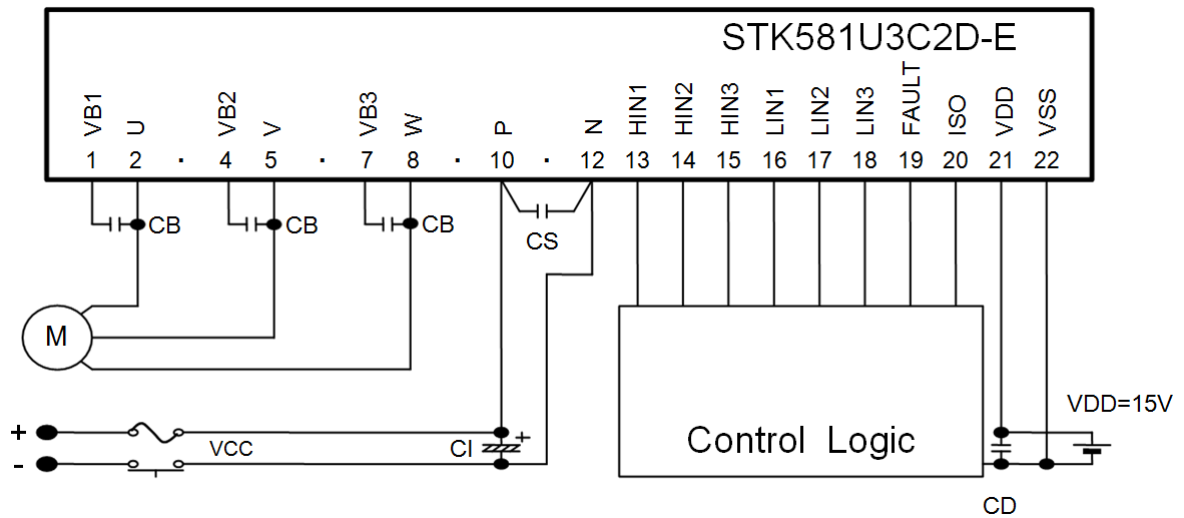 STK581U3C2D-E
VB1
U
VB2
V
VB3
W
P
N
HIN1
HIN2
HIN3
LIN1
LIN2
LIN3
FAULT
ISO
VDD
VSS
1 2 · 4 5 · 7 8 · 10 · 12 13 14 15 16 17 18 19 20 21 22
CB
CB
CB
CS
M
+
-
VCC
CI
+
Control Logic
VDD=15V
CD